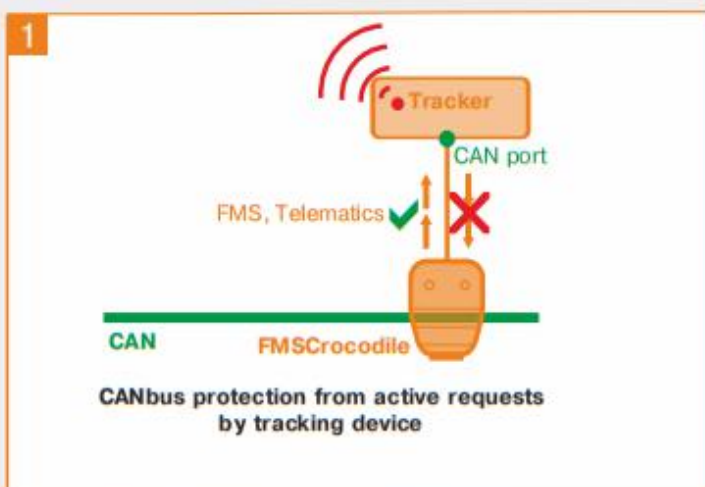 1
Tracker
CAN port
FMS, Telematics
CAN
FMSCrocodile
CANbus protection from active requests
by tracking device